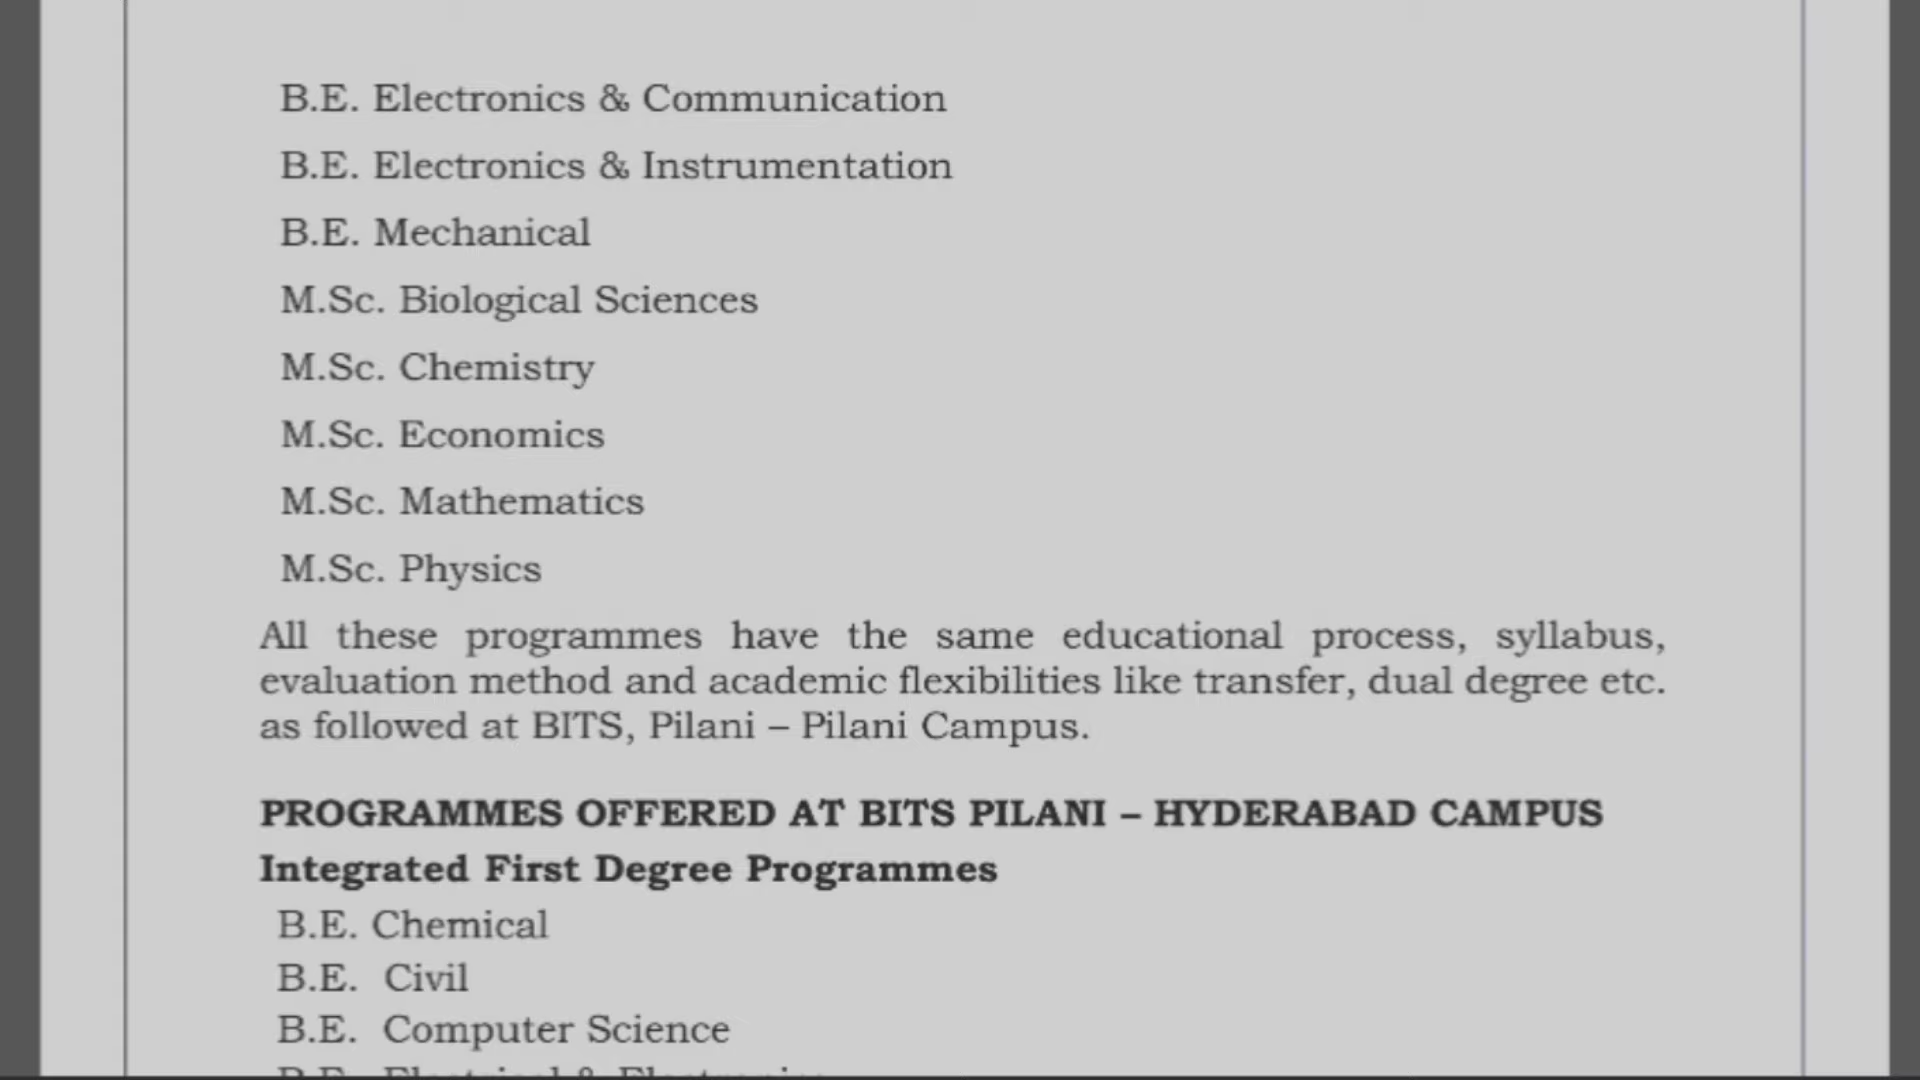 B.E. Electronics & Communication
B.E. Electronics & Instrumentation
B.E. Mechanical
M.Sc. Biological Sciences
M.Sc. Chemistry
M.Sc. Economics
M.Sc. Mathematics
M.Sc. Physics
All these programmes have the same educational process, syllabus,
evaluation method and academic flexibilities like transfer, dual degree etc.
as followed at BITS, Pilani – Pilani Campus.
PROGRAMMES OFFERED AT BITS PILANI – HYDERABAD CAMPUS
Integrated First Degree Programmes
B.E. Chemical
B.E. Civil
B.E. Computer Science
B.E. Electrical & Electronics